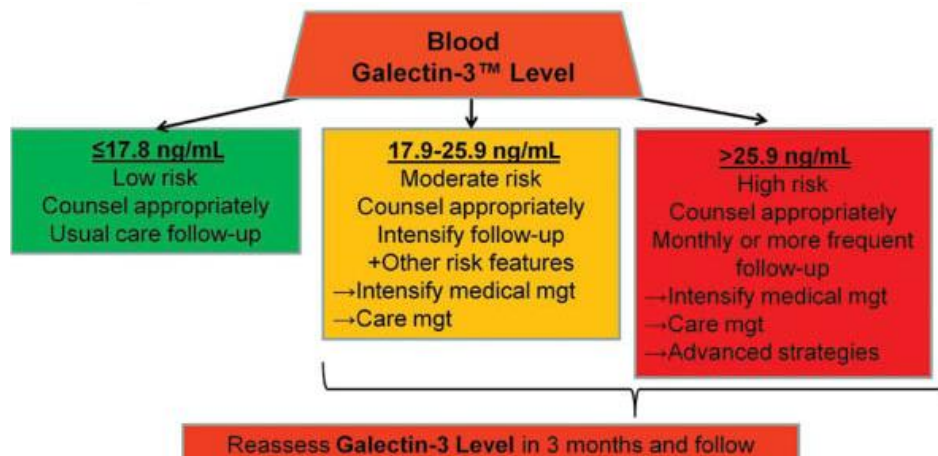 Blood
Galectin-3™ Level
≤17.8 ng/mL
Low risk
Counsel appropriately
Usual care follow-up
17.9-25.9 ng/mL
Moderate risk
Counsel appropriately
Intensify follow-up
+Other risk features
→Intensify medical mgt
→Care mgt
>25.9 ng/mL
High risk
Counsel appropriately
Monthly or more frequent
follow-up
→Intensify medical mgt
→Care mgt
→Advanced strategies
Reassess Galectin-3 Level in 3 months and follow